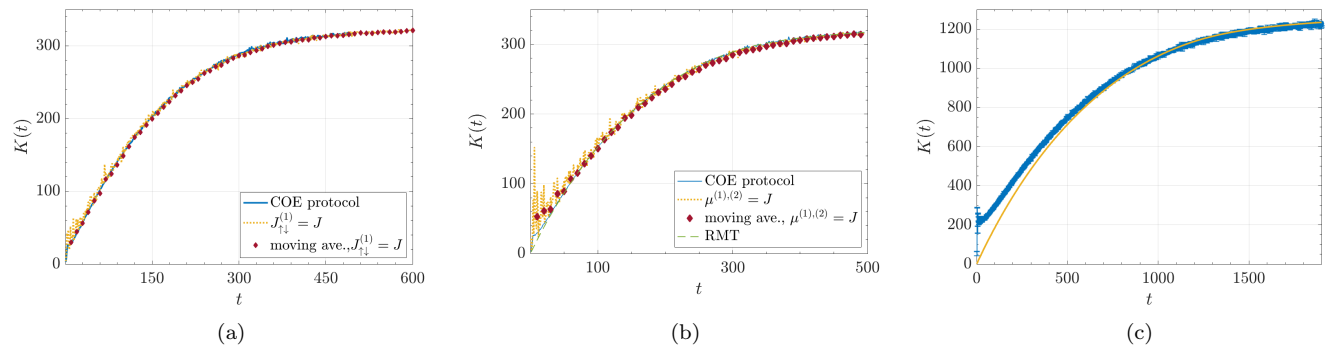 K(t)
300
200
100
0
0
150
300
450
600
t
COE protocol
J↑↓(1) = J
moving ave.,J↑↓(1) = J
(a)
K(t)
300
200
100
0
100
300
500
t
COE protocol
μ(1),(2) = J
moving ave., μ(1),(2) = J
RMT
(b)
K(t)
1200
1000
800
600
400
200
0
0
500
1000
1500
t
(c)